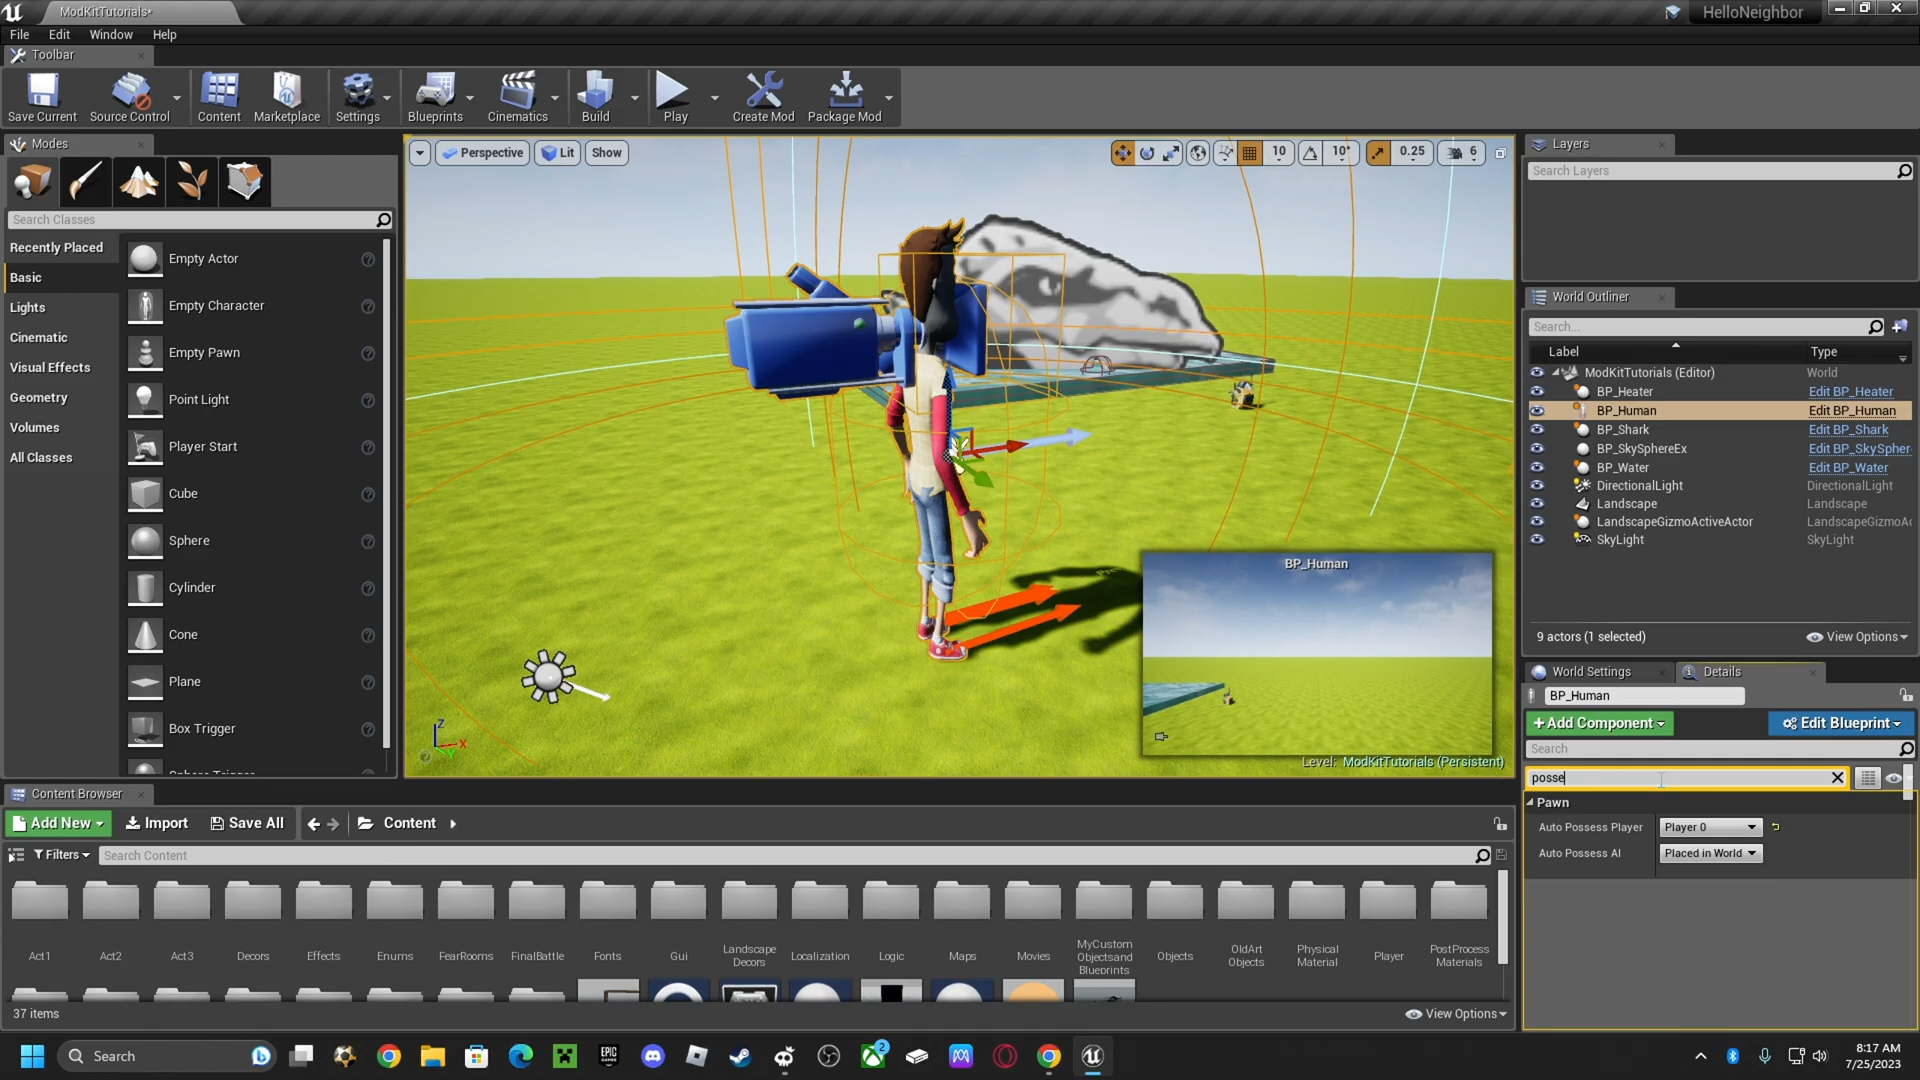 ModKitTutorials*
HelloNeighbor
File Edit Window Help
Toolbar
Save Current Source Control Content Marketplace Settings Blueprints Cinematics Build Play Create Mod Package Mod
Modes
Search Classes
Recently Placed
Basic
Lights
Cinematic
Visual Effects
Geometry
Volumes
All Classes
Empty Actor
Empty Character
Empty Pawn
Point Light
Player Start
Cube
Sphere
Cylinder
Cone
Plane
Box Trigger
Sphere Trigger
Perspective Lit Show
10 10° 0.25 6
Z
X
BP_Human
Level: ModKitTutorials (Persistent)
Layers
Search Layers
World Outliner
Search...
Label Type
ModKitTutorials (Editor) World
BP_Heater Edit BP_Heater
BP_Human Edit BP_Human
BP_Shark Edit BP_Shark
BP_SkySphereEx Edit BP_SkySpher
BP_Water Edit BP_Water
DirectionalLight DirectionalLight
Landscape Landscape
LandscapeGizmoActiveActor LandscapeGizmoAc
SkyLight SkyLight
9 actors (1 selected) View Options
World Settings Details
BP_Human
+Add Component Edit Blueprint
Search
posse
Pawn
Auto Possess Player Player 0
Auto Possess AI Placed in World
Content Browser
Add New Import Save All Content
Filters Search Content
Act1 Act2 Act3 Decors Effects Enums FearRooms FinalBattle Fonts Gui Landscape Decors Localization Logic Maps Movies MyCustom Objectsand Blueprints Objects OldArt Objects Physical Material Player PostProcess Materials
37 items View Options
Search
EPIC
2
8:17 AM
7/25/2023